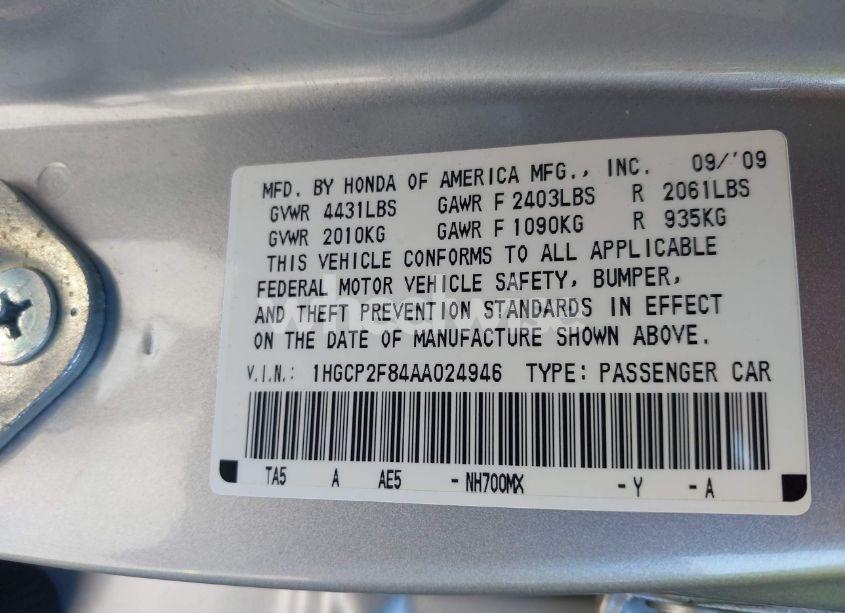 MFD. BY HONDA OF AMERICA MFG., INC. 09/'09
GVWR 4431LBS GAWR F 2403LBS R 2061LBS
GVWR 2010KG GAWR F 1090KG R 935KG
THIS VEHICLE CONFORMS TO ALL APPLICABLE
FEDERAL MOTOR VEHICLE SAFETY, BUMPER,
AND THEFT PREVENTION STANDARDS IN EFFECT
ON THE DATE OF MANUFACTURE SHOWN ABOVE.
V.I.N.: 1HGCP2F84AA024946 TYPE: PASSENGER CAR
TA5 A AE5 - NH700MX - Y - A